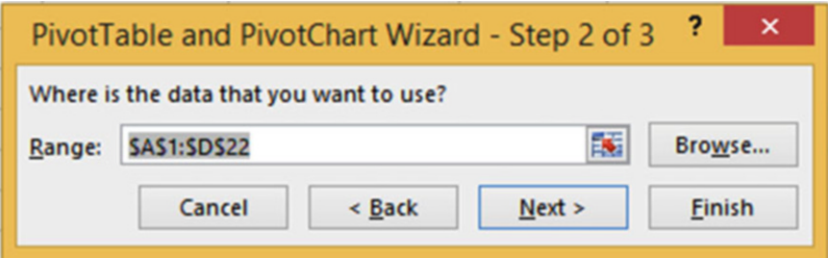 PivotTable and PivotChart Wizard - Step 2 of 3 ?
Where is the data that you want to use?
Range: $A$1:$D$22 Browse...
Cancel < Back Next > Finish